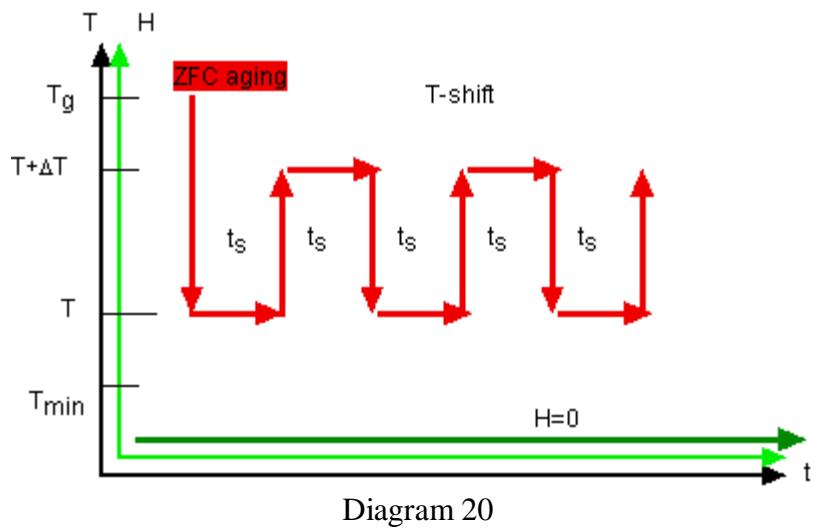 T H
ZFC aging
T-shift
Tg
T+ΔT
ts ts ts ts ts
T
Tmin
H=0
t
Diagram 20